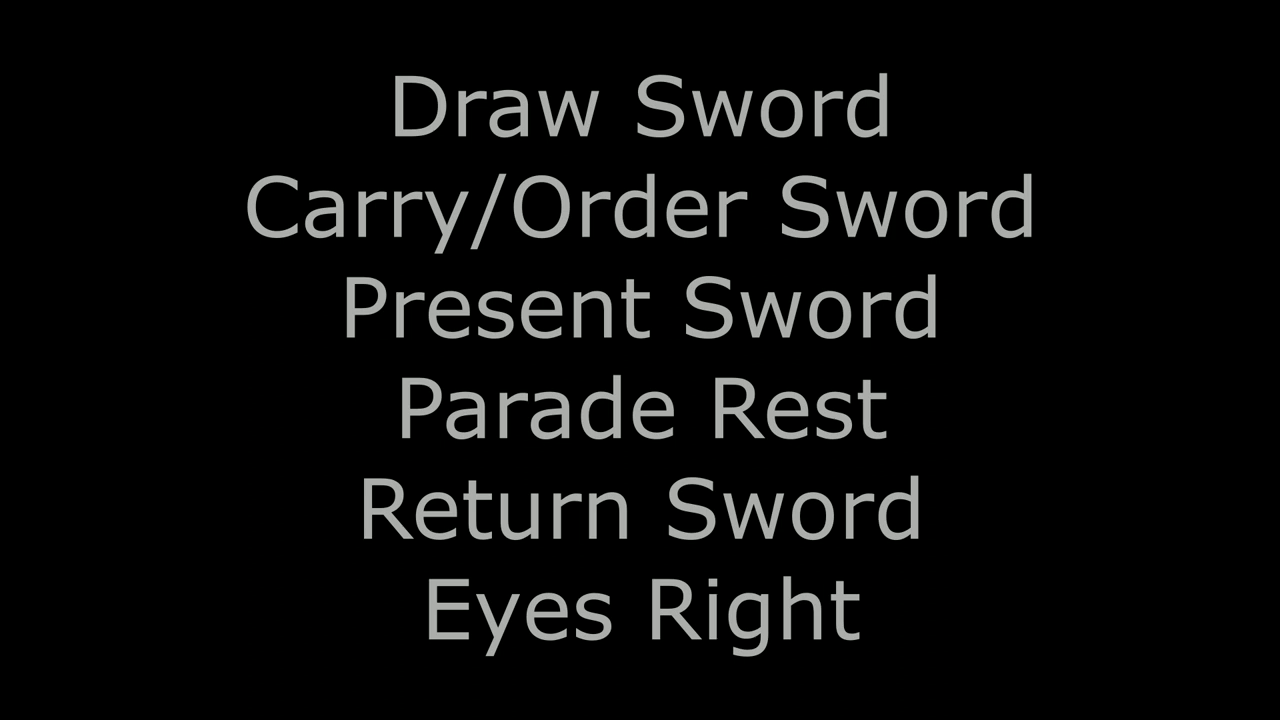 Draw Sword
Carry/Order Sword
Present Sword
Parade Rest
Return Sword
Eyes Right